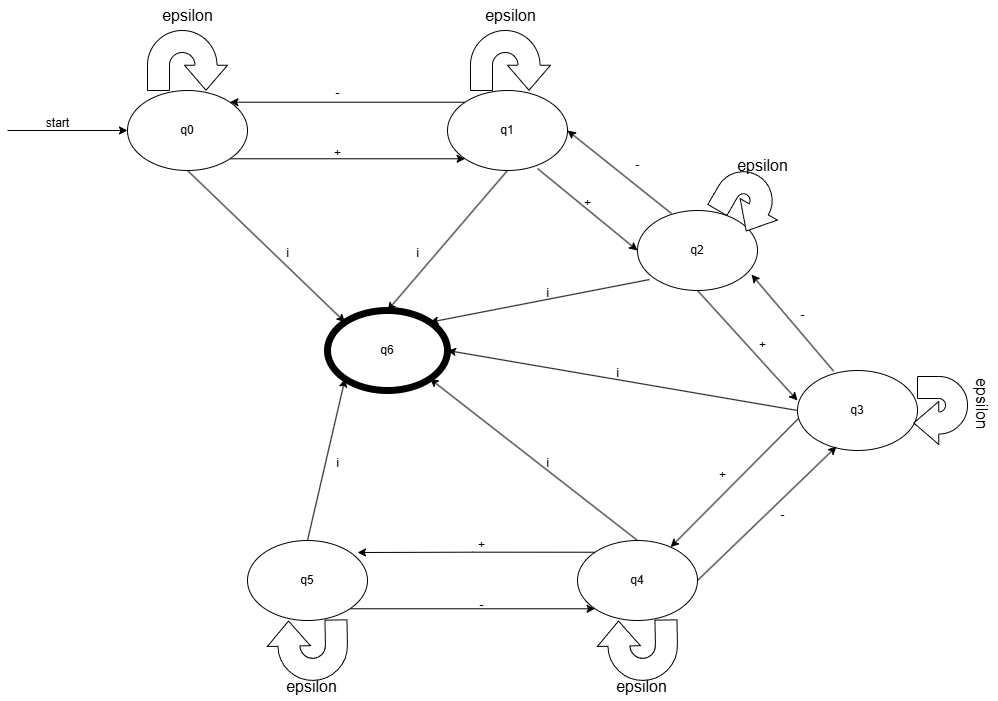 epsilon
epsilon
-
start
q0
q1
+
epsilon
-
+
i
i
q2
i
-
+
q6
i
q3
epsilon
i
i
+
-
+
q5
q4
-
epsilon
epsilon